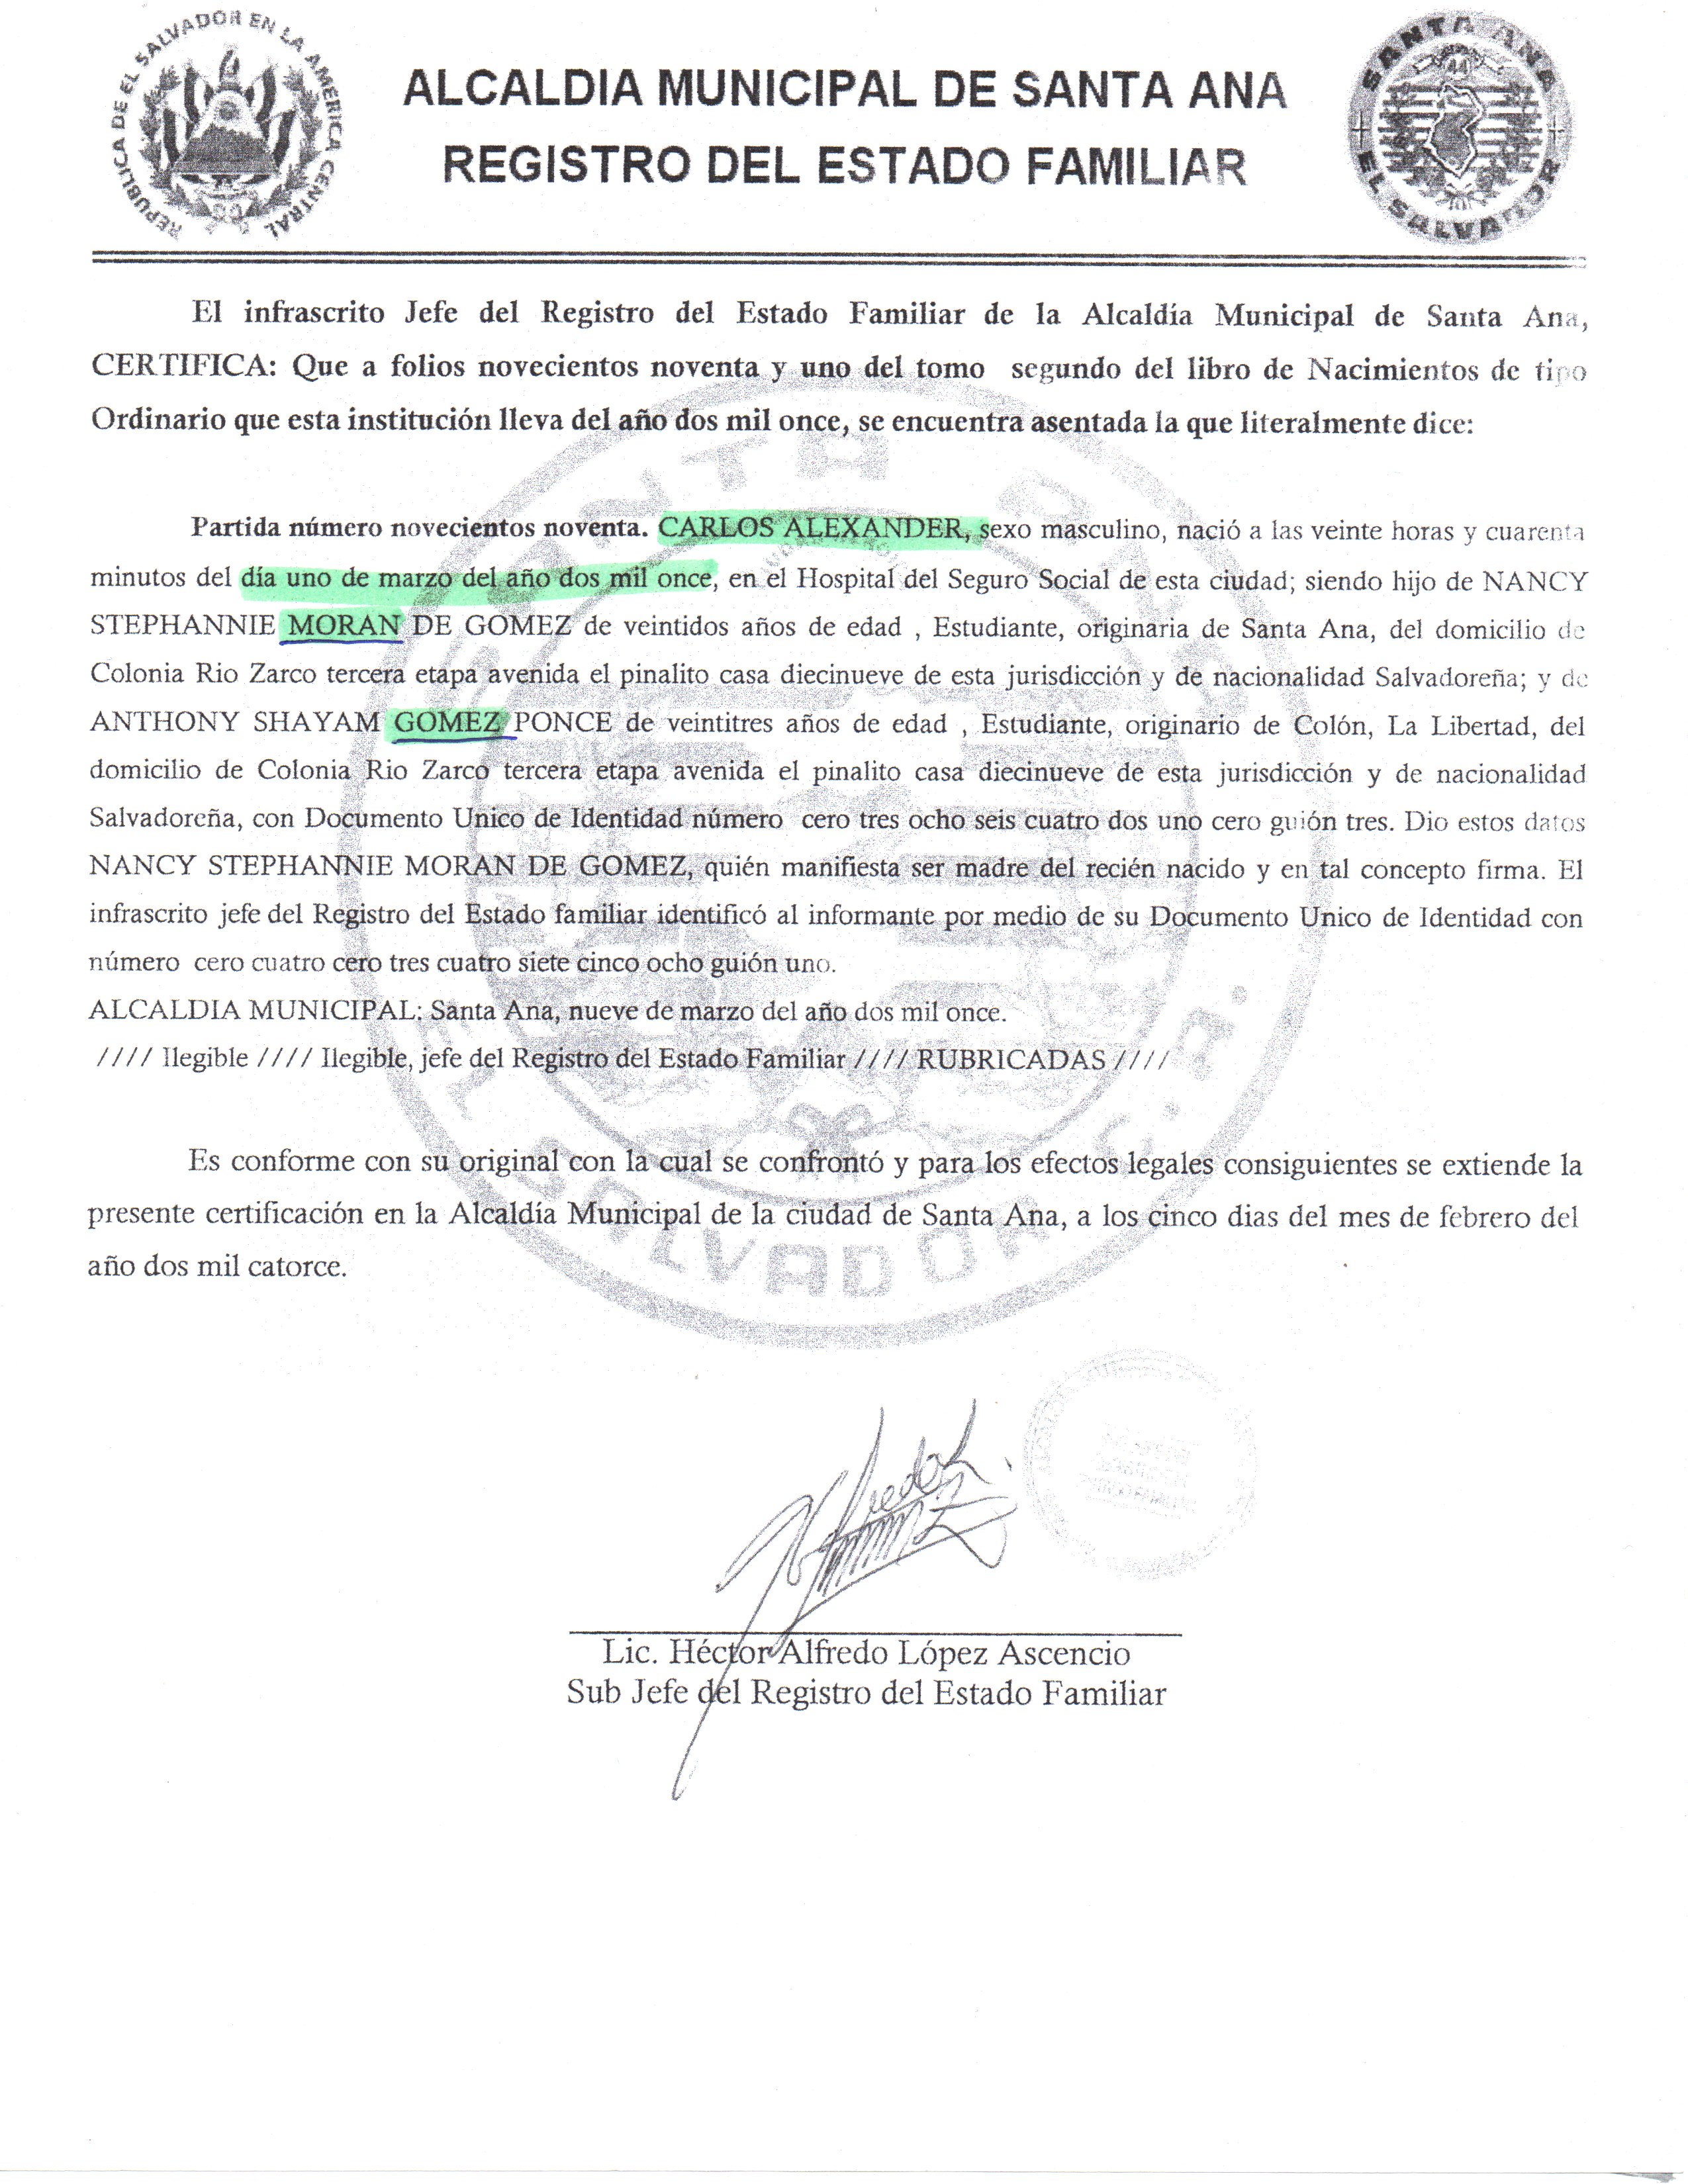 REPUBLICA DE EL SALVADOR EN LA AMERICA CENTRAL
ALCALDIA MUNICIPAL DE SANTA ANA
REGISTRO DEL ESTADO FAMILIAR
SANTA ANA
EL SALVADOR
El infrascrito Jefe del Registro del Estado Familiar de la Alcaldía Municipal de Santa Ana,
CERTIFICA: Que a folios novecientos noventa y uno del tomo segundo del libro de Nacimientos de tipo
Ordinario que esta institución lleva del año dos mil once, se encuentra asentada la que literalmente dice:
Partida número novecientos noventa. CARLOS ALEXANDER, sexo masculino, nació a las veinte horas y cuarenta
minutos del día uno de marzo del año dos mil once, en el Hospital del Seguro Social de esta ciudad; siendo hijo de NANCY
STEPHANNIE MORAN DE GOMEZ de veintidos años de edad , Estudiante, originaria de Santa Ana, del domicilio de
Colonia Rio Zarco tercera etapa avenida el pinalito casa diecinueve de esta jurisdicción y de nacionalidad Salvadoreña; y de
ANTHONY SHAYAM GOMEZ PONCE de veintitres años de edad , Estudiante, originario de Colón, La Libertad, del
domicilio de Colonia Rio Zarco tercera etapa avenida el pinalito casa diecinueve de esta jurisdicción y de nacionalidad
Salvadoreña, con Documento Unico de Identidad número cero tres ocho seis cuatro dos uno cero guión tres. Dio estos datos
NANCY STEPHANNIE MORAN DE GOMEZ, quién manifiesta ser madre del recién nacido y en tal concepto firma. El
infrascrito jefe del Registro del Estado familiar identificó al informante por medio de su Documento Unico de Identidad con
número cero cuatro cero tres cuatro siete cinco ocho guión uno.
ALCALDIA MUNICIPAL: Santa Ana, nueve de marzo del año dos mil once.
//// Ilegible //// Ilegible, jefe del Registro del Estado Familiar //// RUBRICADAS ////
Es conforme con su original con la cual se confrontó y para los efectos legales consiguientes se extiende la
presente certificación en la Alcaldía Municipal de la ciudad de Santa Ana, a los cinco dias del mes de febrero del
año dos mil catorce.
Lic. Héctor Alfredo López Ascencio
Sub Jefe del Registro del Estado Familiar